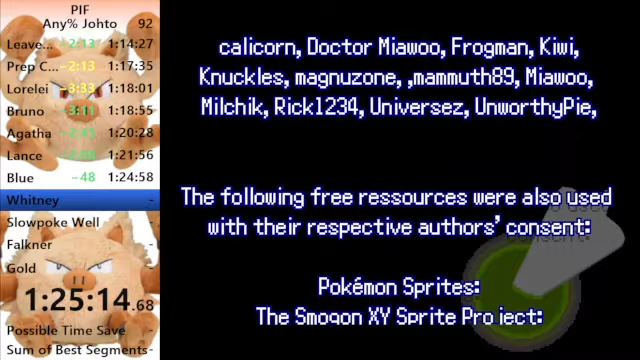 PIF
Any% Johto 92
Leave... -2:13 1:14:27
Prep C... -2:13 1:17:35
Lorelei -3:33 1:18:01
Bruno -3:11 1:18:55
Agatha 1:20:28
Lance 1:21:56
Blue -48 1:24:58
Whitney -
Slowpoke Well -
Falkner -
Gold -
1:25:14.68
Possible Time Save -
Sum of Best Segments -
calicorn, Doctor Miawoo, Frogman, Kiwi,
Knuckles, magnuzone, ,mammuth89, Miawoo,
Milchik, Rick1234, Universez, UnworthyPie,
The following free ressources were also used
with their respective authors' consent:
Pokémon Sprites:
The Smogon XY Sprite Project: